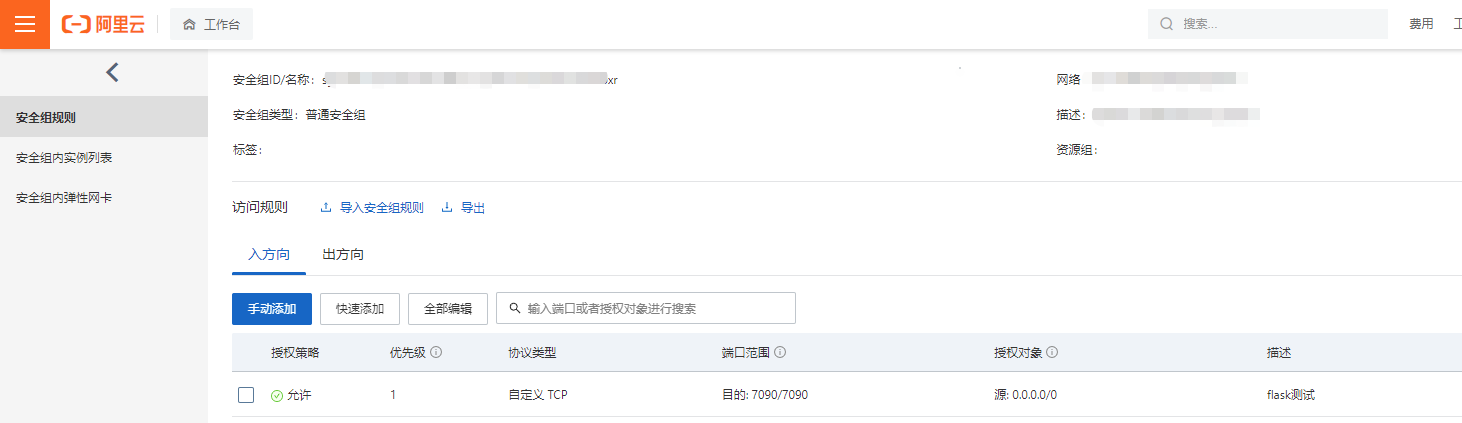 阿里云 工作台 搜索... 费用
安全组ID/名称： 网络
安全组规则
安全组类型：普通安全组 描述：
安全组内实例列表 标签： 资源组：
安全组内弹性网卡
访问规则 导入安全组规则 导出
入方向 出方向
手动添加 快速添加 全部编辑 输入端口或者授权对象进行搜索
授权策略 优先级 协议类型 端口范围 授权对象 描述
允许 1 自定义 TCP 目的: 7090/7090 源: 0.0.0.0/0 flask测试